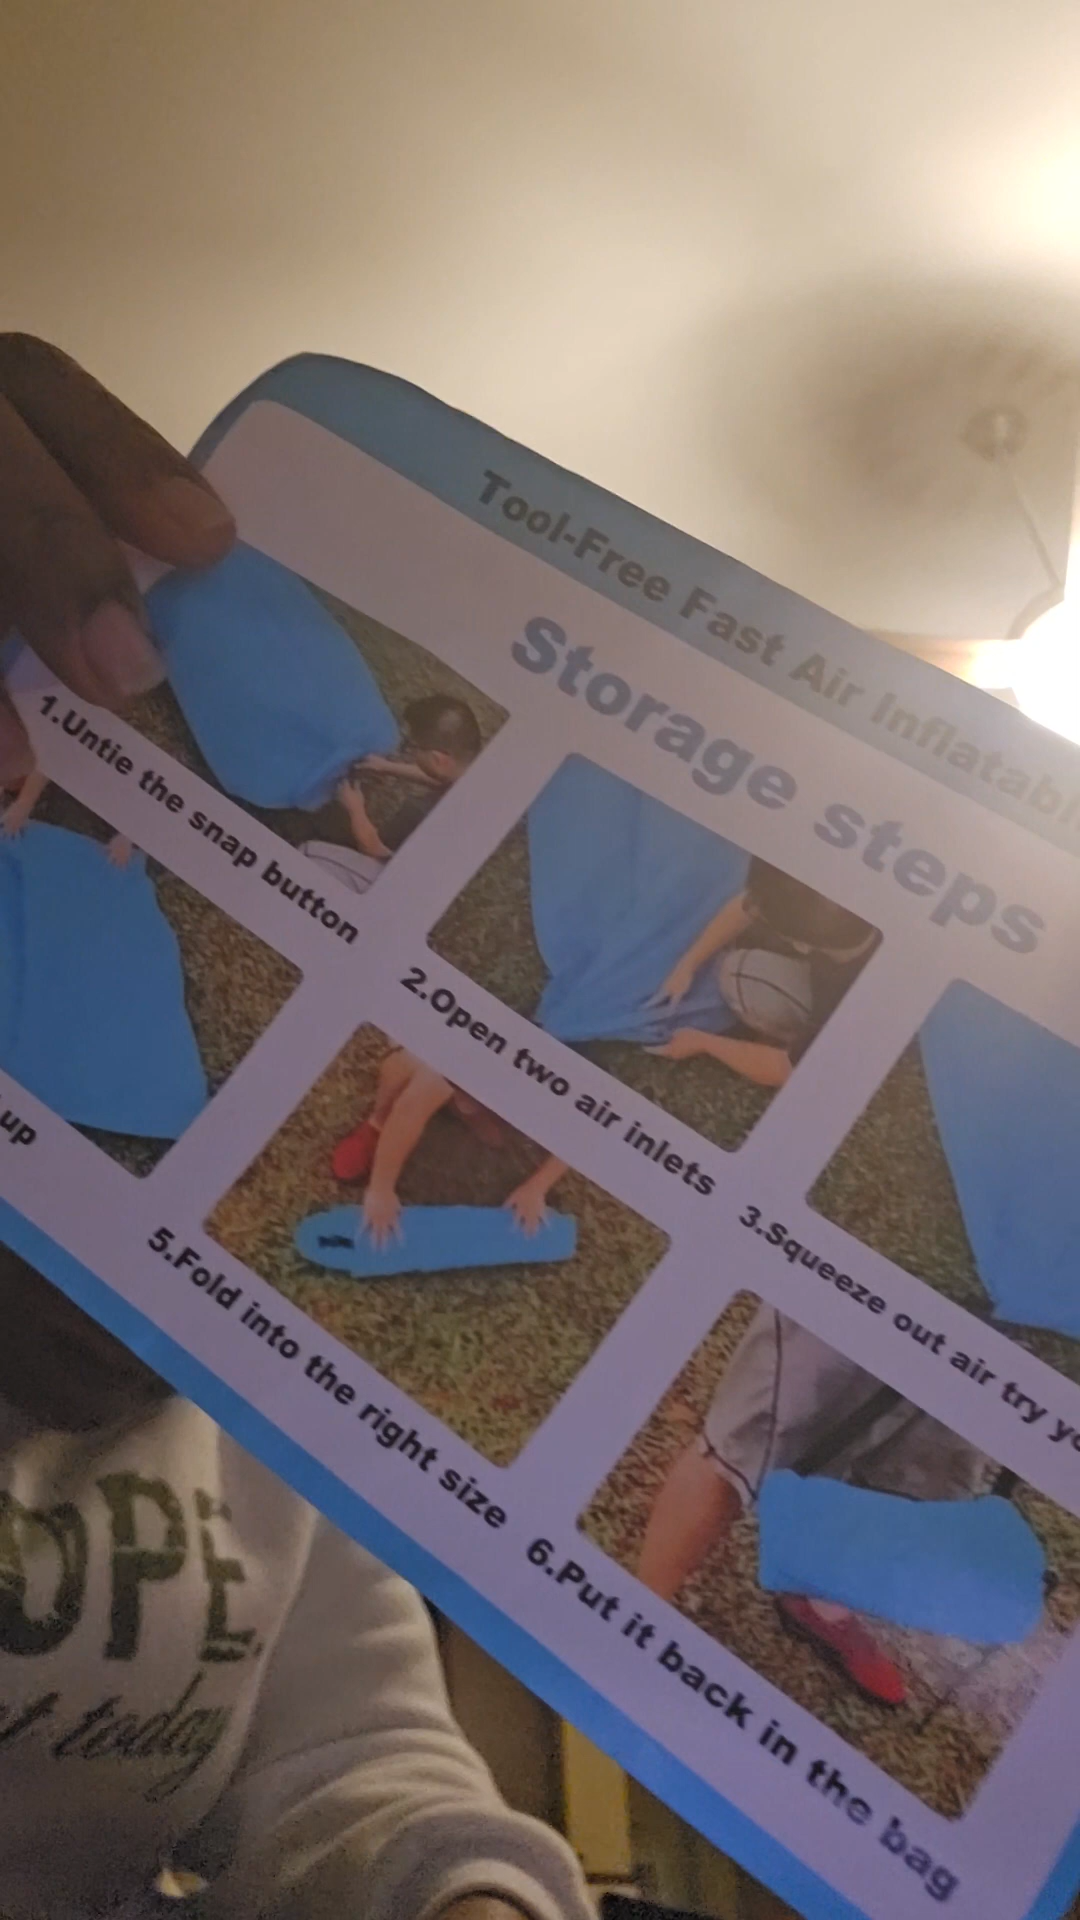 Tool-Free Fast Air Inflatabl
Storage steps
1.Untie the snap button
2.Open two air inlets
3.Squeeze out air try yo
up
5.Fold into the right size
6.Put it back in the bag
OPE
today